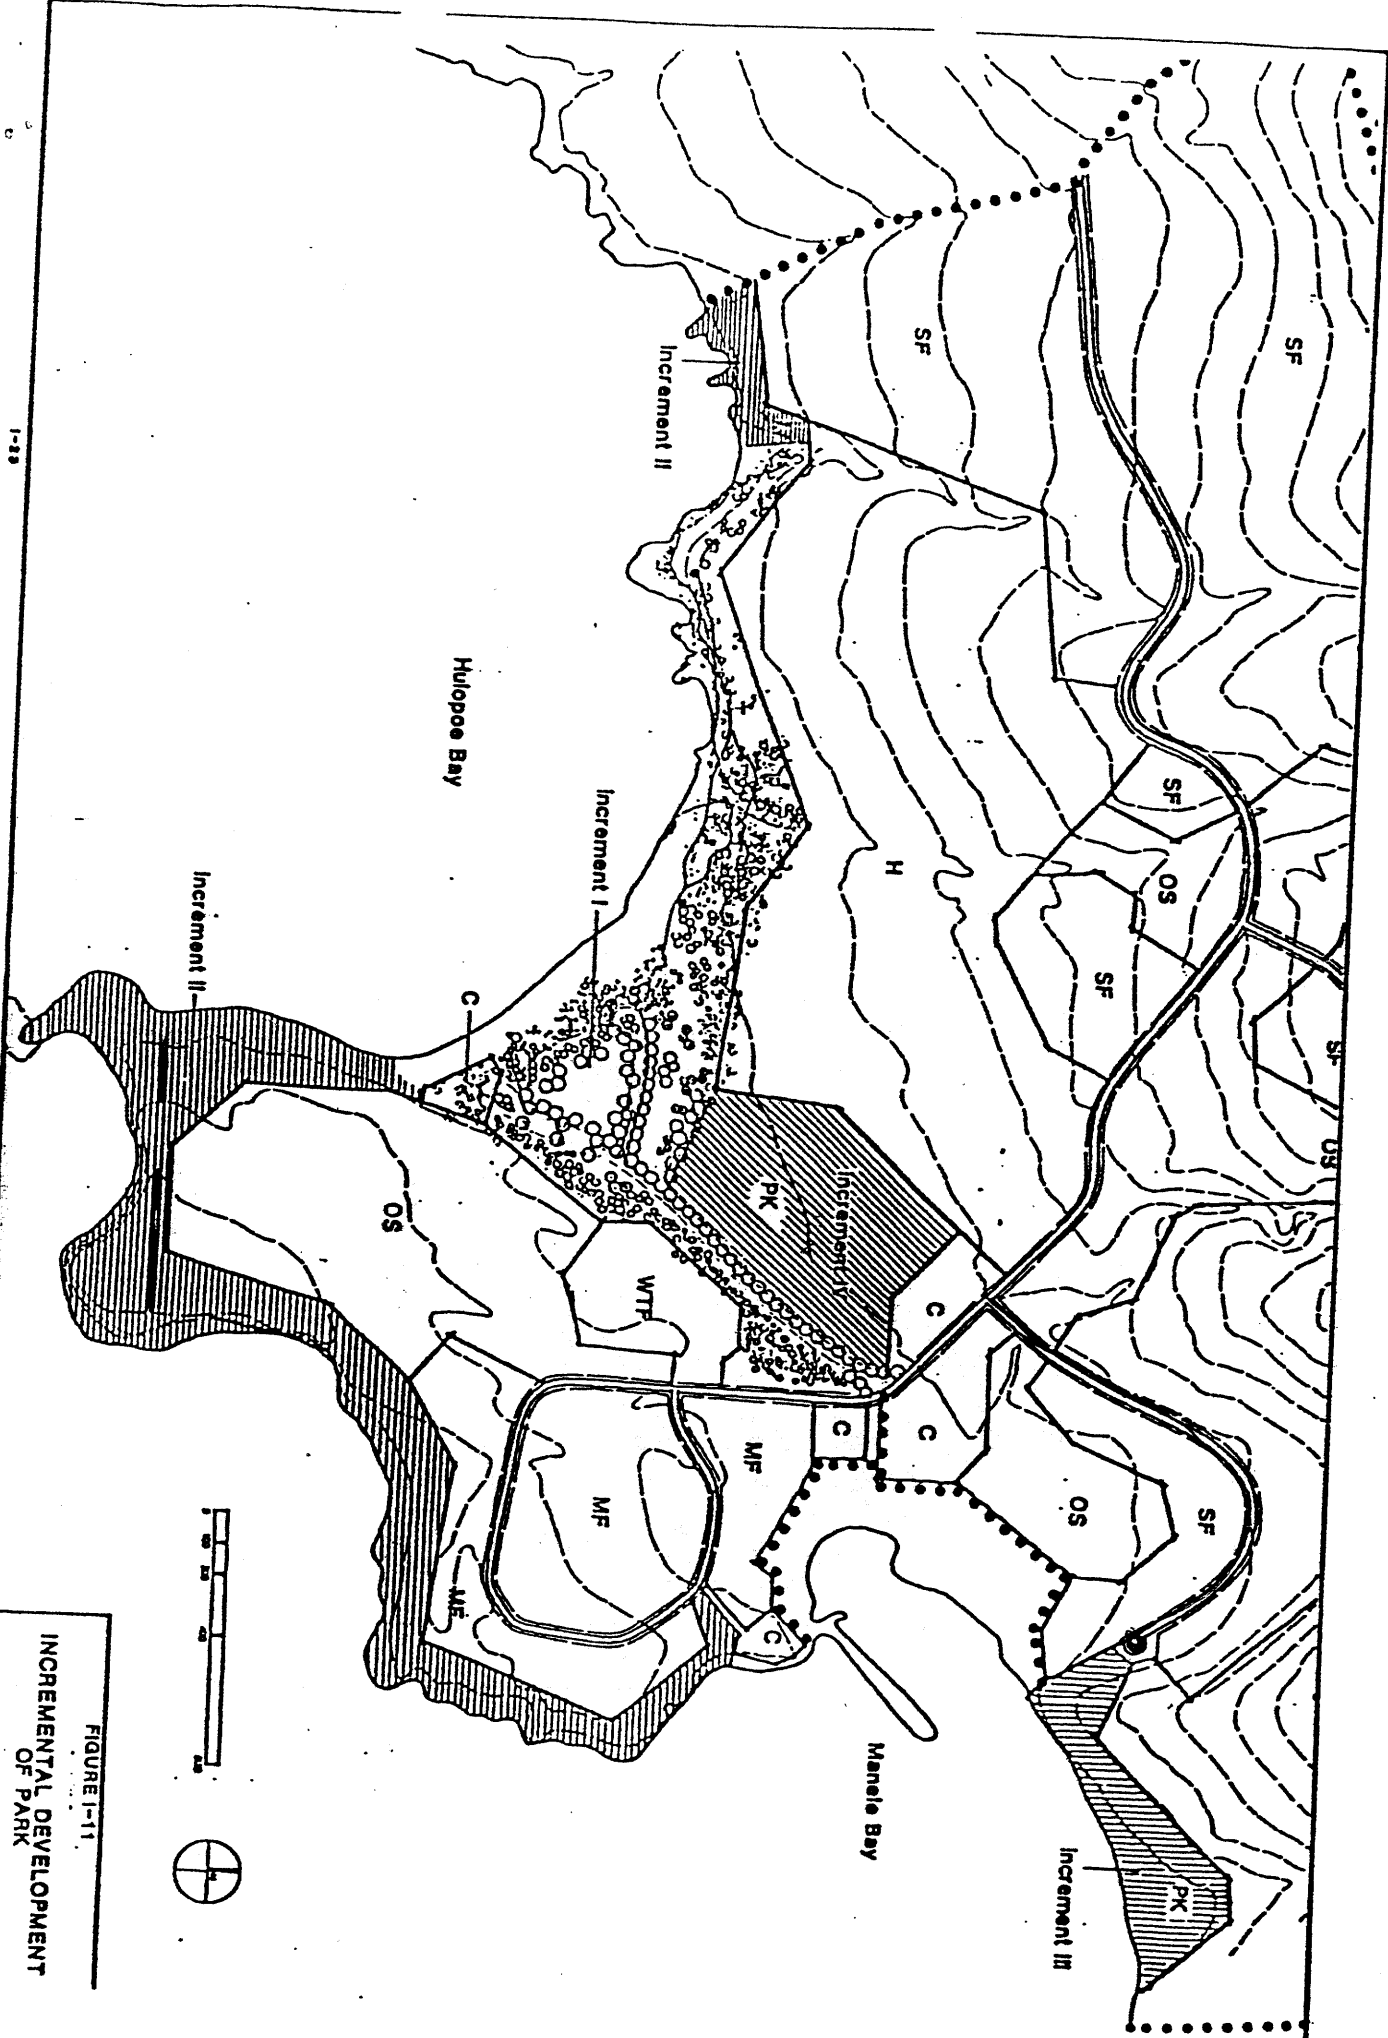 SF
SF
Increment II
SF
OS
SF
SF
OS
H
Hulopoe Bay
Increment I
Increment II
C
PK
Increment IV
C
OS
WTP
C
C
MF
MF
MF
C
OS
SF
Manele Bay
PK
Increment III
FIGURE I-11
INCREMENTAL DEVELOPMENT
OF PARK
I-23